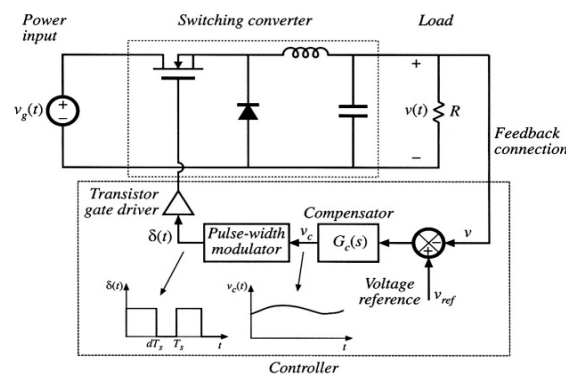 Power
input
Switching converter
Load
v_g(t)
+
−
+
v(t)
−
R
Feedback
connection
Transistor
gate driver
δ(t)
Pulse-width
modulator
v_c
Compensator
G_c(s)
−
+
v
Voltage
reference
v_ref
δ(t)
dT_s T_s t
v_c(t)
t
Controller